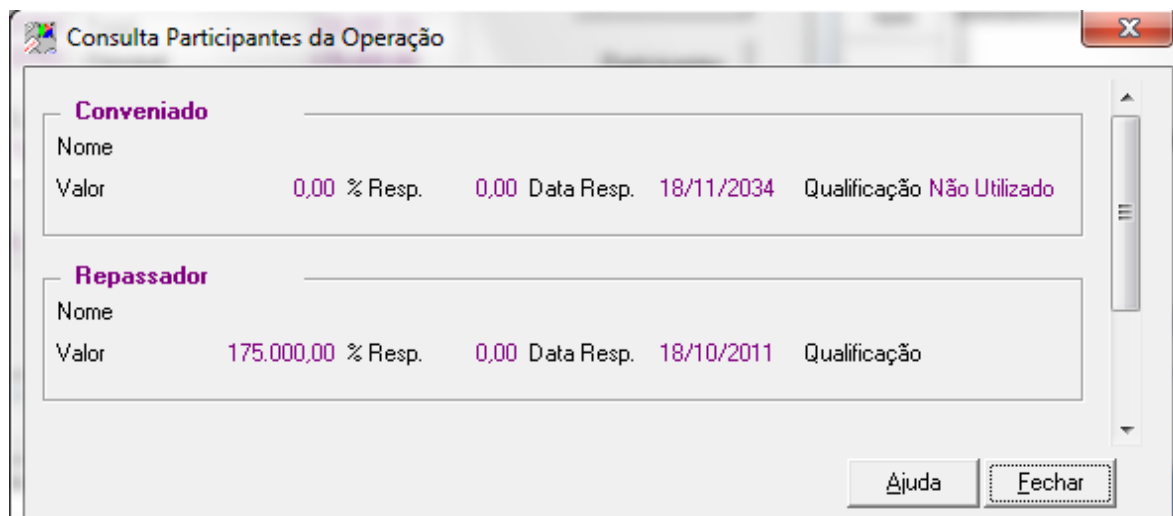 Consulta Participantes da Operação
Conveniado
Nome
Valor 0,00 % Resp. 0,00 Data Resp. 18/11/2034 Qualificação Não Utilizado
Repassador
Nome
Valor 175.000,00 % Resp. 0,00 Data Resp. 18/10/2011 Qualificação
Ajuda Fechar